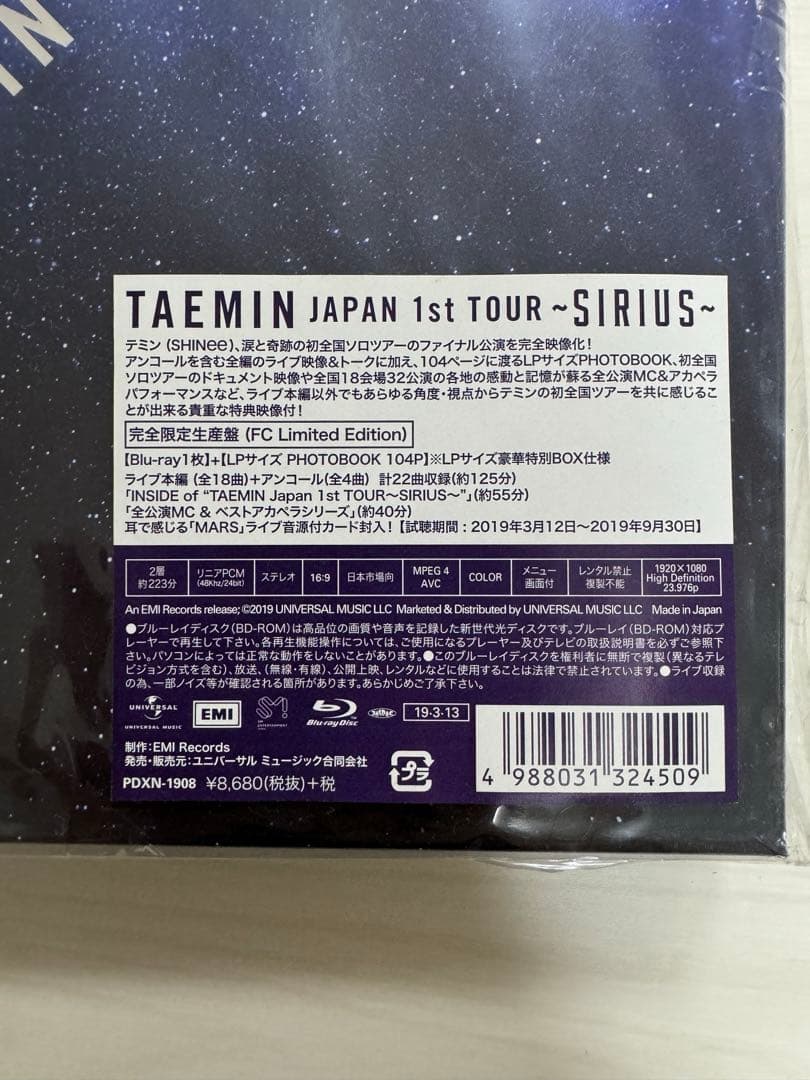 IN
TAEMIN JAPAN 1st TOUR ~SIRIUS~
テミン (SHINee)、涙と奇跡の初全国ソロツアーのファイナル公演を完全映像化!
アンコールを含む全編のライブ映像&トークに加え、104ページに渡るLPサイズPHOTOBOOK、初全国
ソロツアーのドキュメント映像や全国18会場32公演の各地の感動と記憶が蘇る全公演MC&アカペラ
パフォーマンスなど、ライブ本編以外でもあらゆる角度・視点からテミンの初全国ツアーを共に感じるこ
とが出来る貴重な特典映像付!
完全限定生産盤 (FC Limited Edition)
【Blu-ray1枚】+【LPサイズ PHOTOBOOK 104P】※LPサイズ豪華特別BOX仕様
ライブ本編 (全18曲)+アンコール(全4曲) 計22曲収録(約125分)
「INSIDE of “TAEMIN Japan 1st TOUR〜SIRIUS〜”」(約55分)
「全公演MC & ベストアカペラシリーズ」(約40分)
耳で感じる「MARS」ライブ音源付カード封入!【試聴期間:2019年3月12日〜2019年9月30日】
2層 約223分 リニアPCM (48Khz/24bit) ステレオ 16:9 日本市場向 MPEG 4 AVC COLOR メニュー画面付 レンタル禁止 複製不能 1920×1080 High Definition 23.976p
An EMI Records release; ©2019 UNIVERSAL MUSIC LLC Marketed & Distributed by UNIVERSAL MUSIC LLC Made in Japan
●ブルーレイディスク(BD-ROM)は高品位の画質や音声を記録した新世代光ディスクです。ブルーレイ(BD-ROM)対応プ
レーヤーで再生して下さい。各再生機能操作については、ご使用になるプレーヤー及びテレビの取扱説明書を必ずご参照下
さい。パソコンによっては正常な動作をしないことがあります。●このブルーレイディスクを権利者に無断で複製(異なるテレ
ビジョン方式を含む)、放送、(無線・有線)、公開上映、レンタルなどに使用することは法律で禁止されています。●ライブ収録
の為、一部ノイズ等が確認される箇所があります。あらかじめご了承下さい。
UNIVERSAL UNIVERSAL MUSIC EMI SM ENTERTAINMENT Blu-ray Disc 19・3・13
制作:EMI Records
発売・販売元:ユニバーサル ミュージック合同会社
PDXN-1908 ¥8,680(税抜)+税
プラ
4 988031 324509